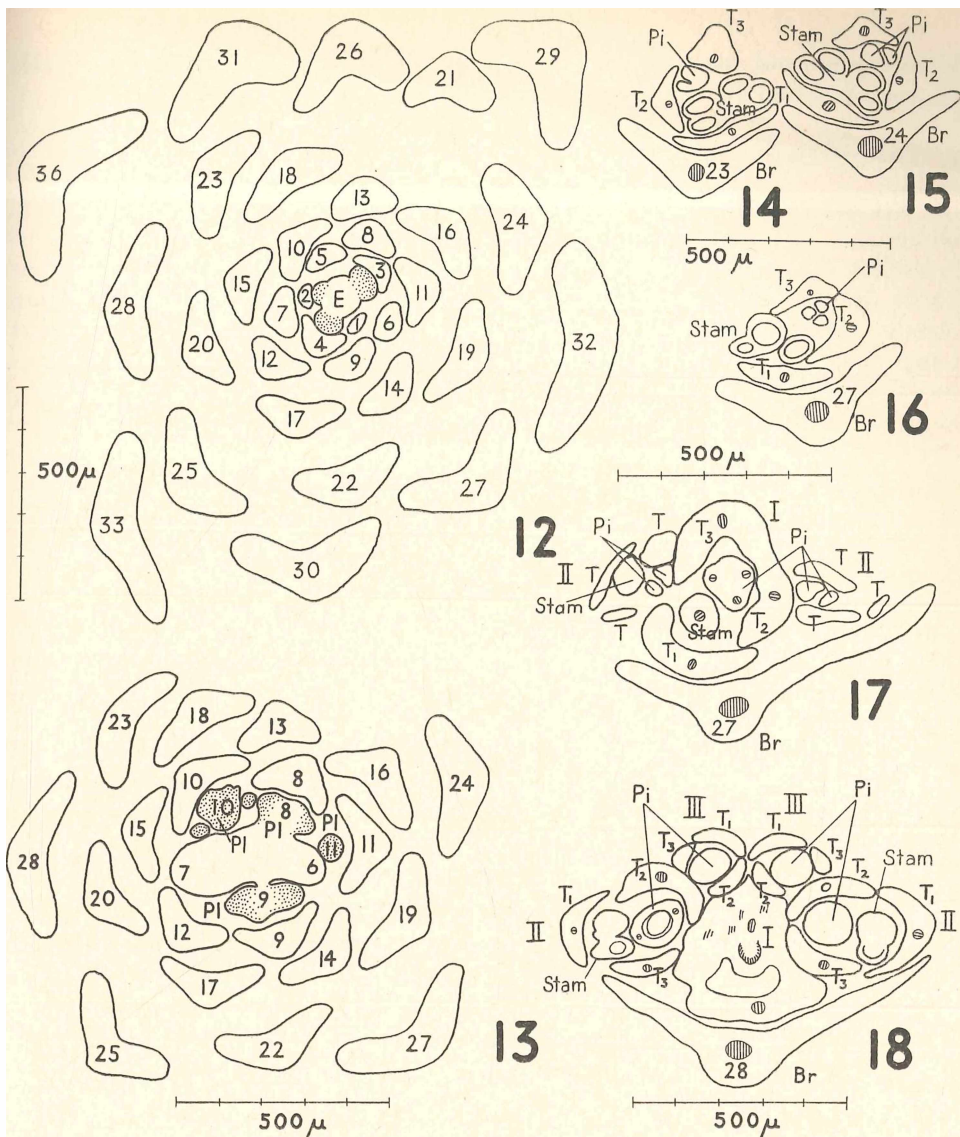 31 26 21 29
36 23 18 13 24
10 5 8 16
15 2 E 3 11
28 7 4 1 6 32
20 12 9 19
17 14
500 μ
33 25 22 27
30
12
T3 Pi T2 T1 Stam 23 Br
14
Stam T3 Pi T2 24 Br
15
500 μ
T3 Pi T2 Stam T1 27 Br
16
500 μ
Pi T T3 I Pi T II
II T Stam T Stam T2 T T
T1
27 Br
17
23 18 13 24
10 8 16
10 8 Pl Pl Pl 11 11
15 7 6
28 20 Pl 9 19
12 9 14
17
25 22 27
13
500 μ
Pi III III Pi
T1 T1 Stam
T3 T3
T1 T2 T2 T2 T2 T1
II I II
Stam T3 T3
28 Br
18
500 μ